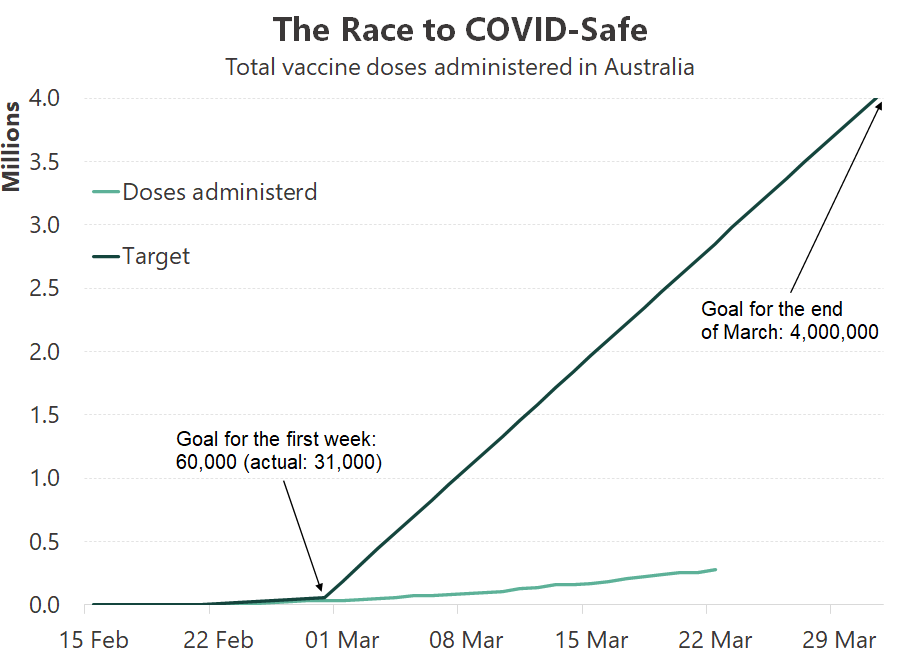 The Race to COVID-Safe
Total vaccine doses administered in Australia
Millions
4.0
3.5
3.0
2.5
2.0
1.5
1.0
0.5
0.0
Doses administerd
Target
Goal for the end
of March: 4,000,000
Goal for the first week:
60,000 (actual: 31,000)
15 Feb 22 Feb 01 Mar 08 Mar 15 Mar 22 Mar 29 Mar